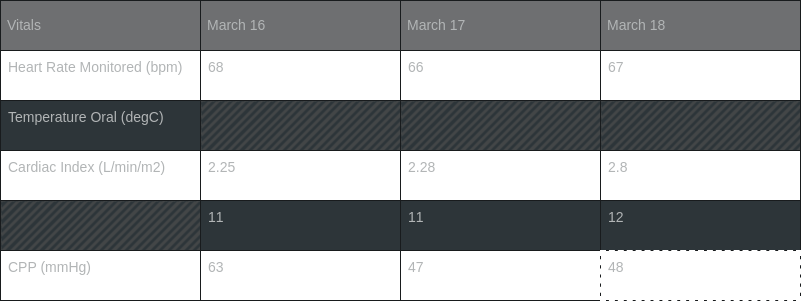 Vitals March 16 March 17 March 18
Heart Rate Monitored (bpm) 68 66 67
Temperature Oral (degC)
Cardiac Index (L/min/m2) 2.25 2.28 2.8
11 11 12
CPP (mmHg) 63 47 48